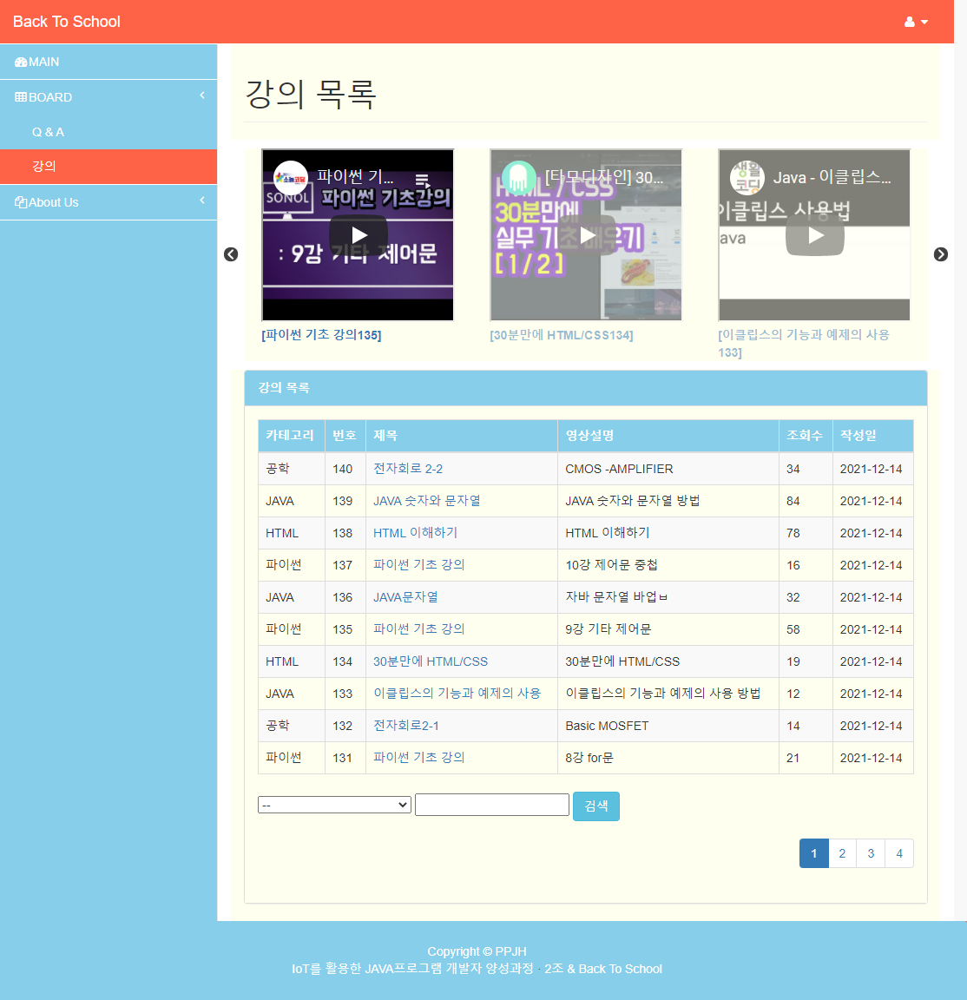 Back To School
MAIN
BOARD
Q & A
강의
About Us
강의 목록
파이썬 기...
SONOL 파이썬 기초강의
: 9강 기타 제어문
[파이썬 기초 강의135]
[타모디자인] 30...
HTML / CSS
30분만에
실무 기초 배우기
[ 1 / 2 ]
[30분만에 HTML/CSS134]
생활
코딩
Java - 이클립스...
이클립스 사용법
java
[이클립스의 기능과 예제의 사용
133]
강의 목록
카테고리 번호 제목 영상설명 조회수 작성일
공학 140 전자회로 2-2 CMOS -AMPLIFIER 34 2021-12-14
JAVA 139 JAVA 숫자와 문자열 JAVA 숫자와 문자열 방법 84 2021-12-14
HTML 138 HTML 이해하기 HTML 이해하기 78 2021-12-14
파이썬 137 파이썬 기초 강의 10강 제어문 중첩 16 2021-12-14
JAVA 136 JAVA문자열 자바 문자열 바업ㅂ 32 2021-12-14
파이썬 135 파이썬 기초 강의 9강 기타 제어문 58 2021-12-14
HTML 134 30분만에 HTML/CSS 30분만에 HTML/CSS 19 2021-12-14
JAVA 133 이클립스의 기능과 예제의 사용 이클립스의 기능과 예제의 사용 방법 12 2021-12-14
공학 132 전자회로2-1 Basic MOSFET 14 2021-12-14
파이썬 131 파이썬 기초 강의 8강 for문 21 2021-12-14
-- 검색
1 2 3 4
Copyright © PPJH
IoT를 활용한 JAVA프로그램 개발자 양성과정 · 2조 & Back To School